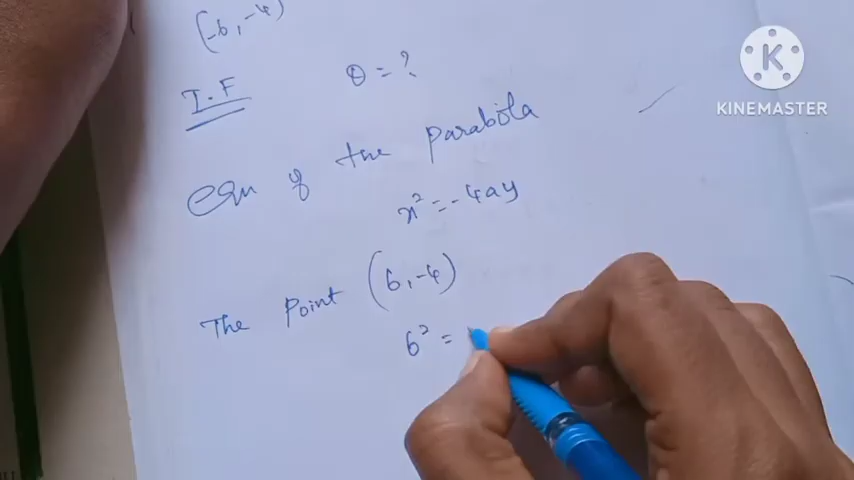 (-6, -4)
T.F θ = ?
Eqn of the parabola
x² = -4ay
The Point (6, -4)
6² =
K
KINEMASTER